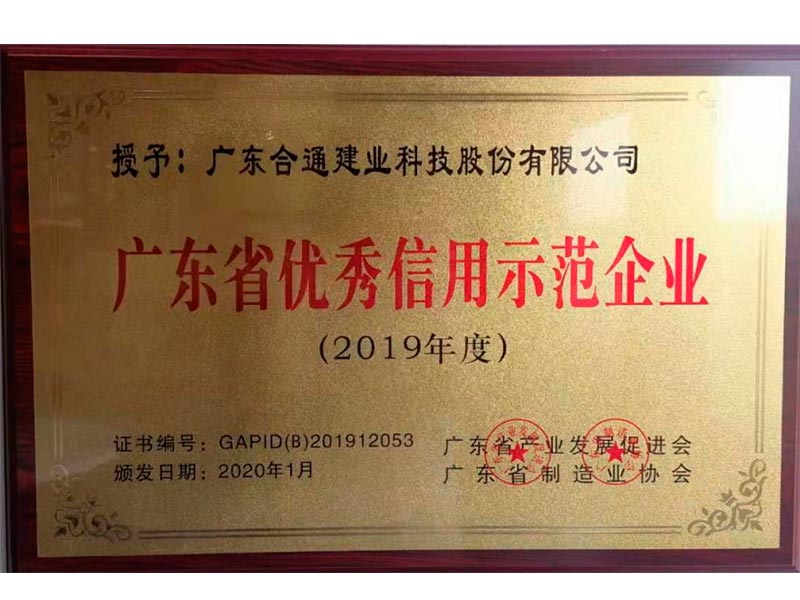 授予：广东合通建业科技股份有限公司
广东省优秀信用示范企业
(2019年度)
证书编号：GAPID(B)201912053
颁发日期：2020年1月
广东省产业发展促进会
广东省制造业协会